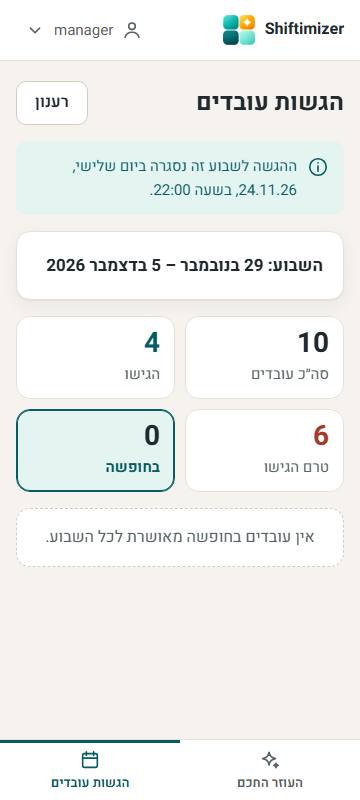 Shiftimizer
manager
הגשות עובדים
רענון
ההגשה לשבוע זה נסגרה ביום שלישי,
24.11.26, בשעה 22:00.
השבוע: 29 בנובמבר – 5 בדצמבר 2026
10
סה״כ עובדים
4
הגישו
6
טרם הגישו
0
בחופשה
אין עובדים בחופשה מאושרת לכל השבוע.
העוזר החכם
הגשות עובדים